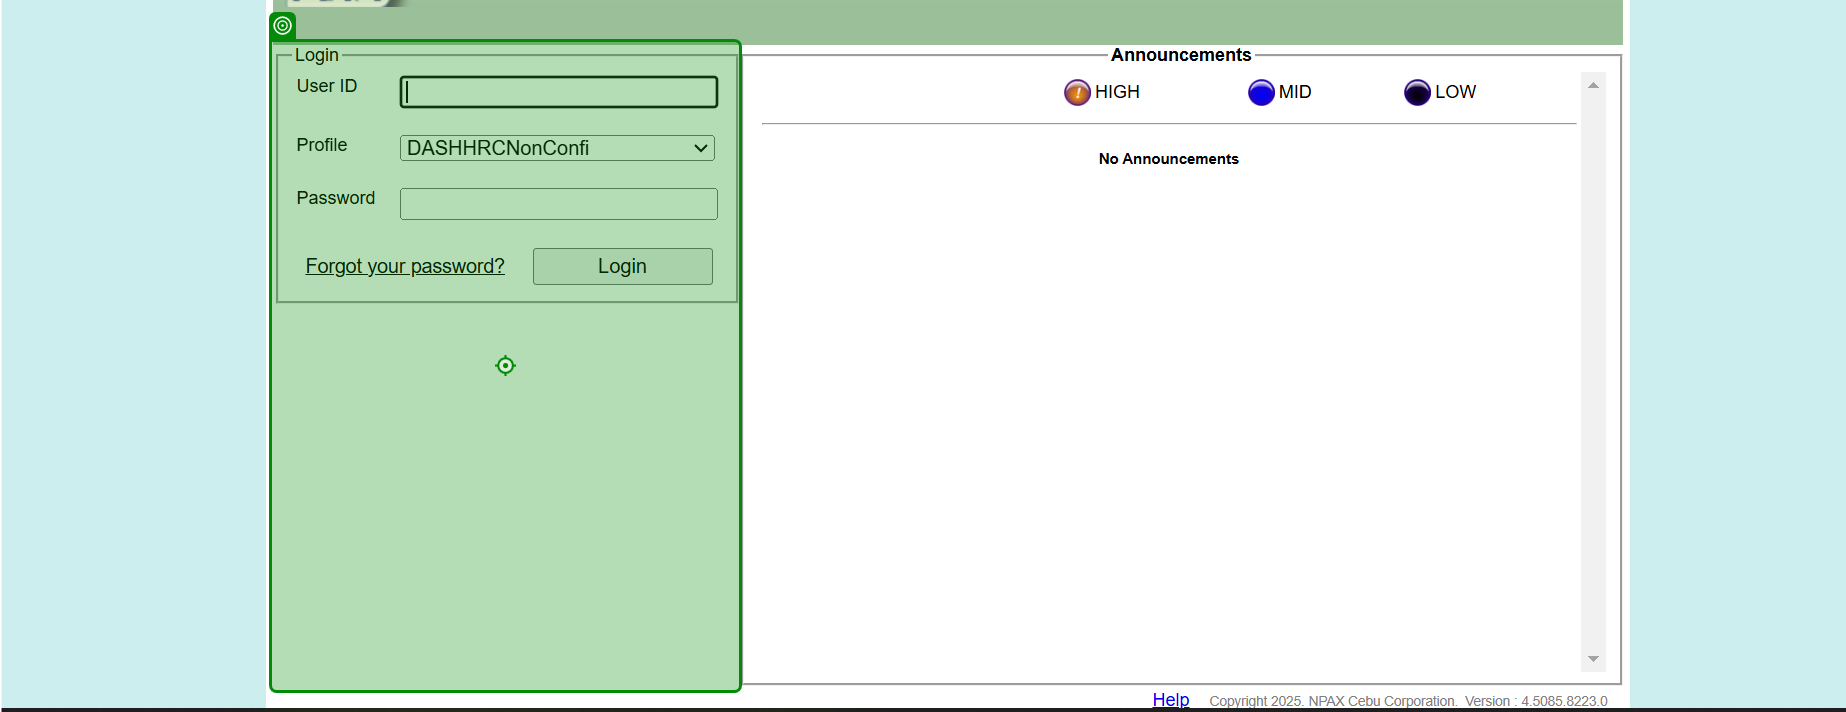 Login
User ID
Profile
DASHHRCNonConfi
Password
Forgot your password?
Login
Announcements
HIGH
MID
LOW
No Announcements
Help
Copyright 2025. NPAX Cebu Corporation. Version : 4.5085.8223.0